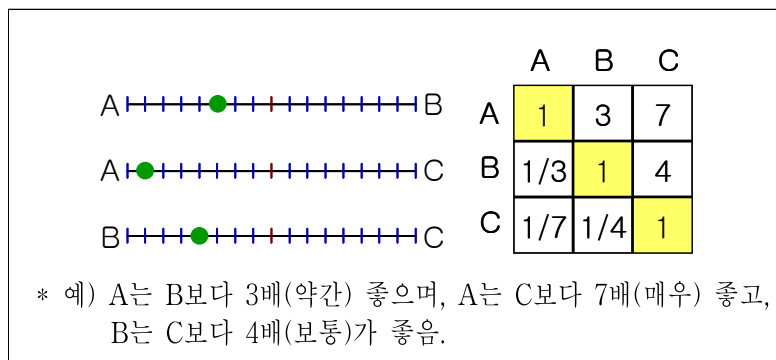 A B C
A B
A 1 3 7
A C
B 1/3 1 4
B C
C 1/7 1/4 1
* 예) A는 B보다 3배(약간) 좋으며, A는 C보다 7배(매우) 좋고,
B는 C보다 4배(보통)가 좋음.